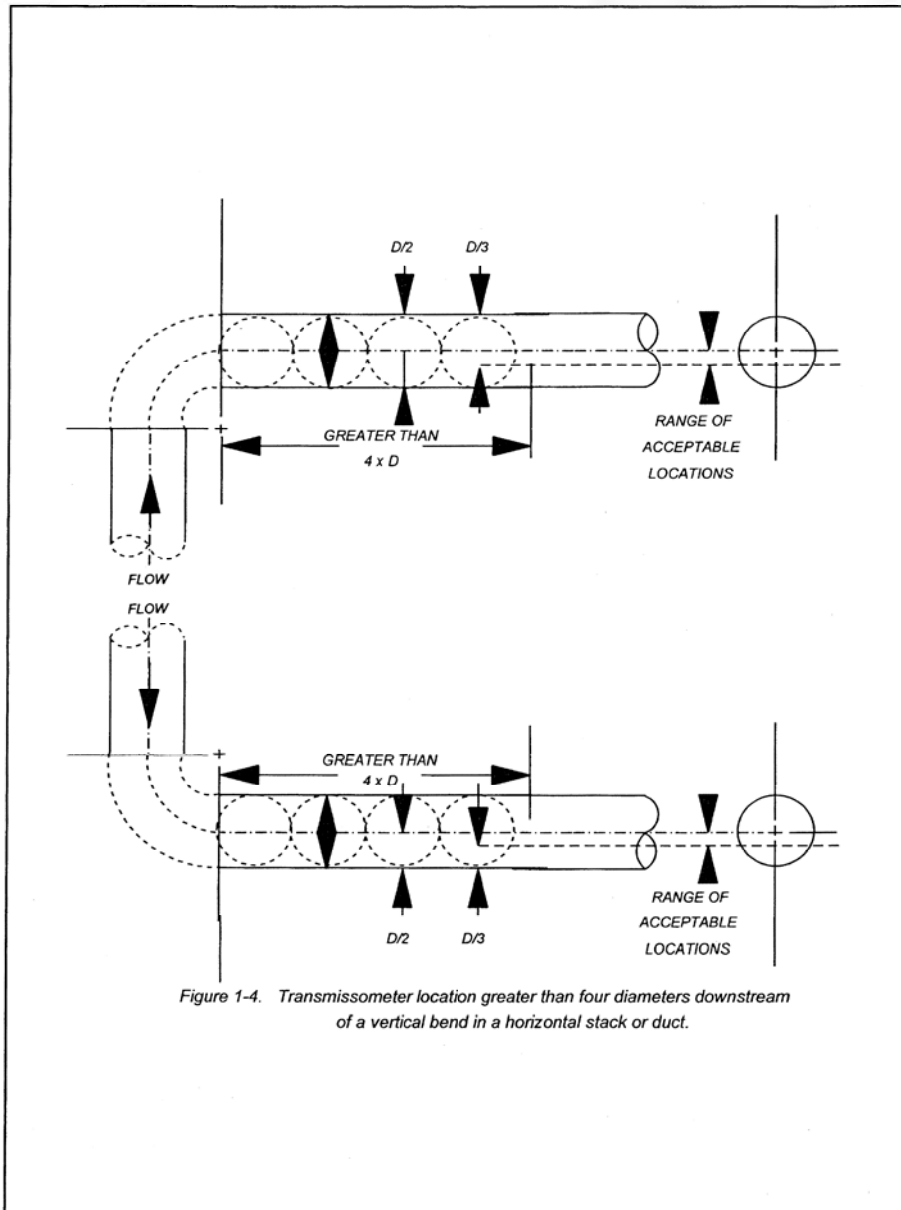 D/2 D/3
GREATER THAN
4 x D
RANGE OF
ACCEPTABLE
LOCATIONS
FLOW
FLOW
GREATER THAN
4 x D
D/2 D/3
RANGE OF
ACCEPTABLE
LOCATIONS
Figure 1-4. Transmissometer location greater than four diameters downstream
of a vertical bend in a horizontal stack or duct.